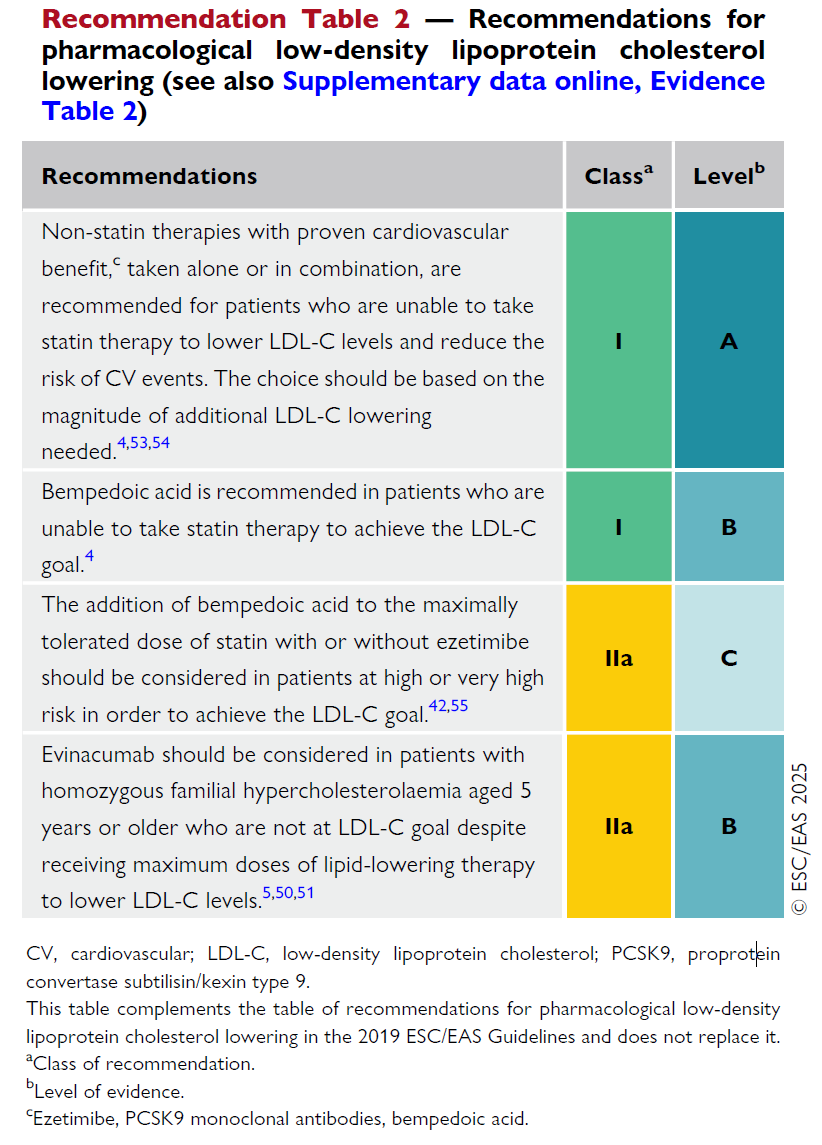 Recommendation Table 2 — Recommendations for
pharmacological low-density lipoprotein cholesterol
lowering (see also Supplementary data online, Evidence
Table 2)
Recommendations Classᵃ Levelᵇ
Non-statin therapies with proven cardiovascular
benefit,ᶜ taken alone or in combination, are
recommended for patients who are unable to take
statin therapy to lower LDL-C levels and reduce the
risk of CV events. The choice should be based on the
magnitude of additional LDL-C lowering
needed.⁴,⁵³,⁵⁴
I A
Bempedoic acid is recommended in patients who are
unable to take statin therapy to achieve the LDL-C
goal.⁴
I B
The addition of bempedoic acid to the maximally
tolerated dose of statin with or without ezetimibe
should be considered in patients at high or very high
risk in order to achieve the LDL-C goal.⁴²,⁵⁵
IIa C
Evinacumab should be considered in patients with
homozygous familial hypercholesterolaemia aged 5
years or older who are not at LDL-C goal despite
receiving maximum doses of lipid-lowering therapy
to lower LDL-C levels.⁵,⁵⁰,⁵¹
IIa B
© ESC/EAS 2025
CV, cardiovascular; LDL-C, low-density lipoprotein cholesterol; PCSK9, proprotein
convertase subtilisin/kexin type 9.
This table complements the table of recommendations for pharmacological low-density
lipoprotein cholesterol lowering in the 2019 ESC/EAS Guidelines and does not replace it.
ᵃClass of recommendation.
ᵇLevel of evidence.
ᶜEzetimibe, PCSK9 monoclonal antibodies, bempedoic acid.